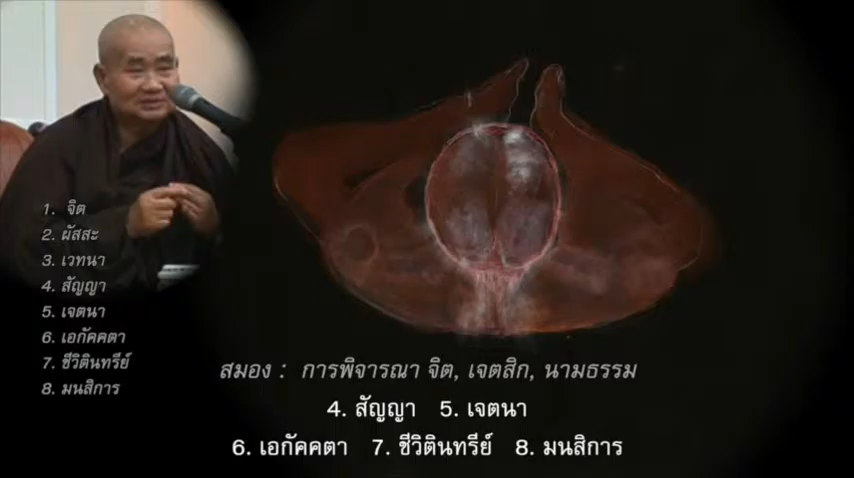 1. จิต
2. ผัสสะ
3. เวทนา
4. สัญญา
5. เจตนา
6. เอกัคคตา
7. ชีวิตินทรีย์
8. มนสิการ
สมอง : การพิจารณา จิต, เจตสิก, นามธรรม
4. สัญญา 5. เจตนา
6. เอกัคคตา 7. ชีวิตินทรีย์ 8. มนสิการ